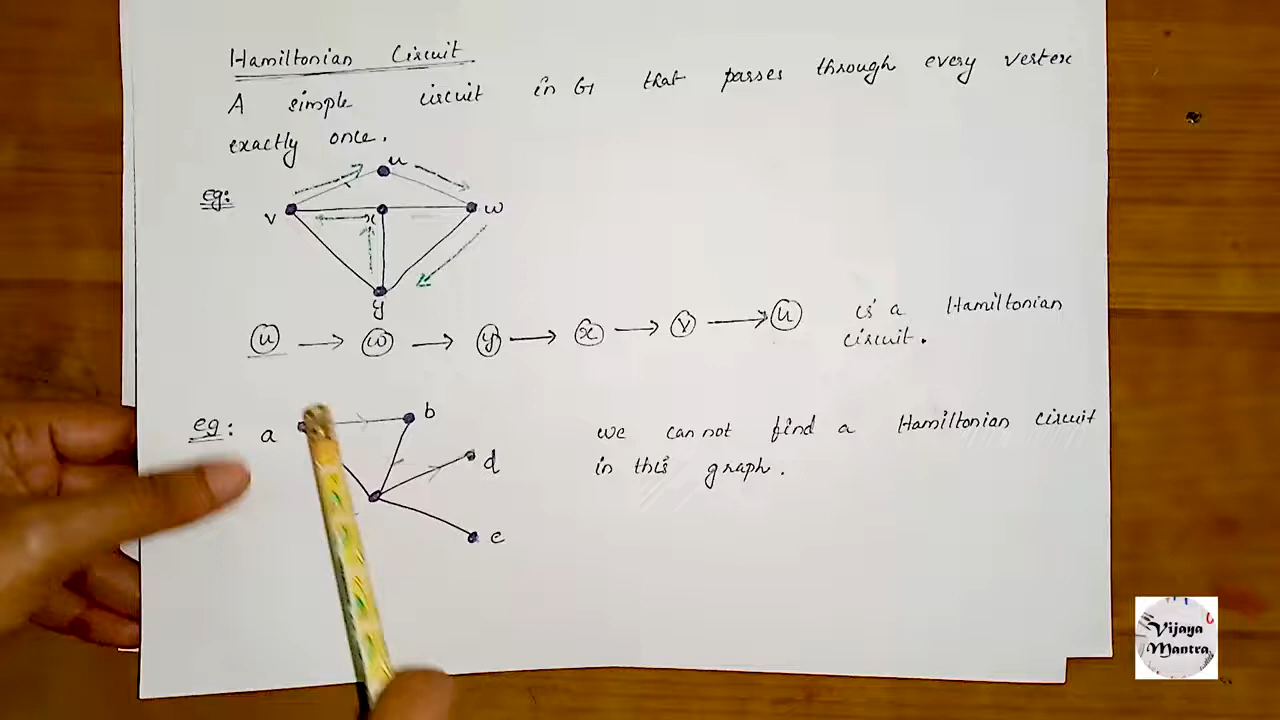 Hamiltonian Circuit
A simple circuit in G that passes through every vertex
exactly once.
eg:
u
v x w
y
u → w → y → x → v → u is a Hamiltonian
circuit.
eg: a b we can not find a Hamiltonian circuit
d in this graph.
e
Vijaya
Mantra